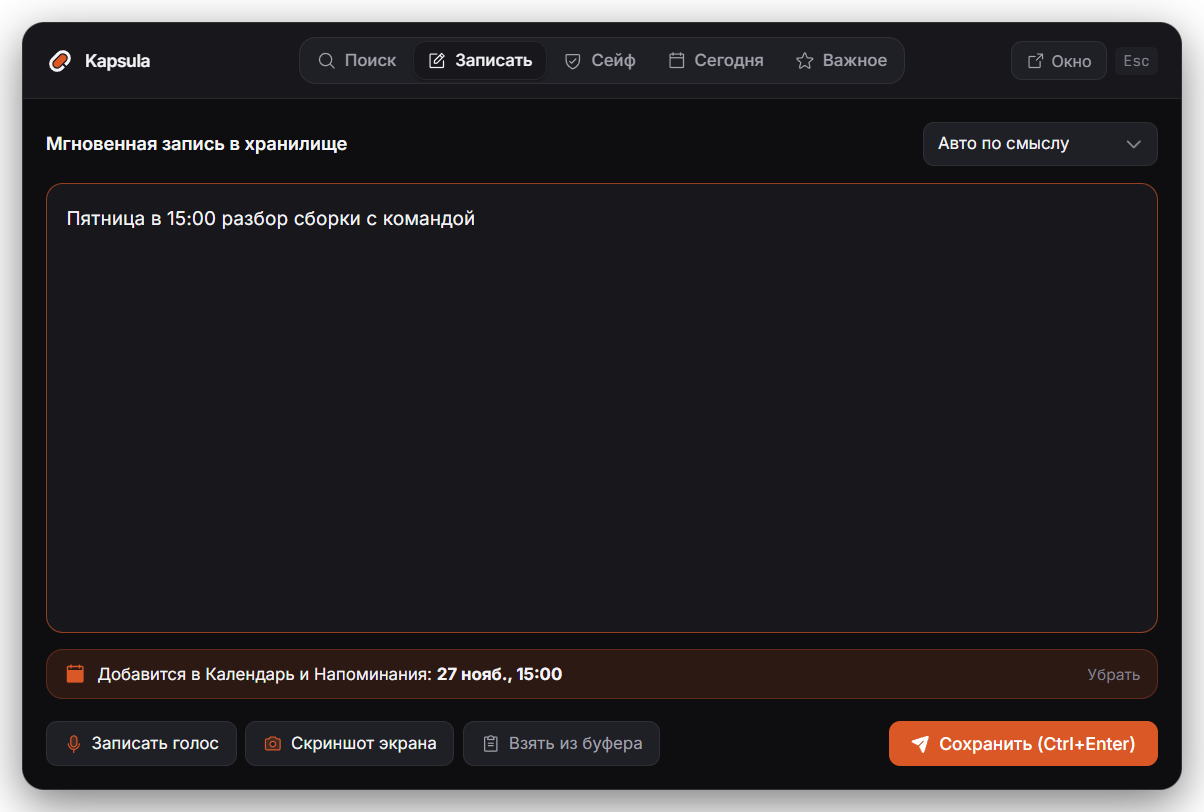 Kapsula
Поиск
Записать
Сейф
Сегодня
Важное
Окно
Esc
Мгновенная запись в хранилище
Авто по смыслу
Пятница в 15:00 разбор сборки с командой
Добавится в Календарь и Напоминания: 27 нояб., 15:00
Убрать
Записать голос
Скриншот экрана
Взять из буфера
Сохранить (Ctrl+Enter)